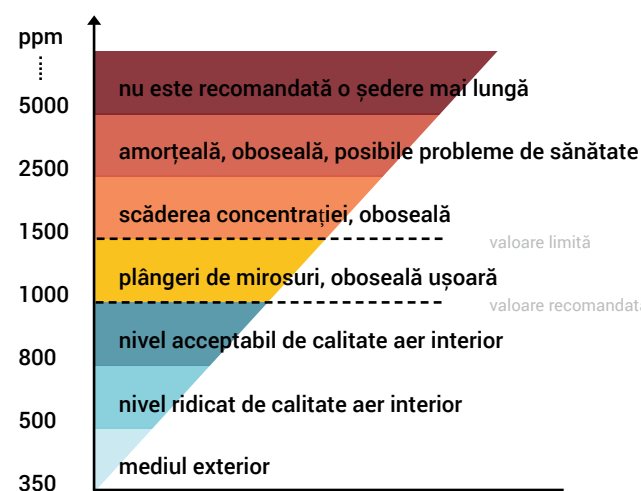 ppm
nu este recomandată o ședere mai lungă
5000
amorțeală, oboseală, posibile probleme de sănătate
2500
scăderea concentrației, oboseală
1500
valoare limită
plângeri de mirosuri, oboseală ușoară
1000
valoare recomandată
nivel acceptabil de calitate aer interior
800
nivel ridicat de calitate aer interior
500
mediul exterior
350